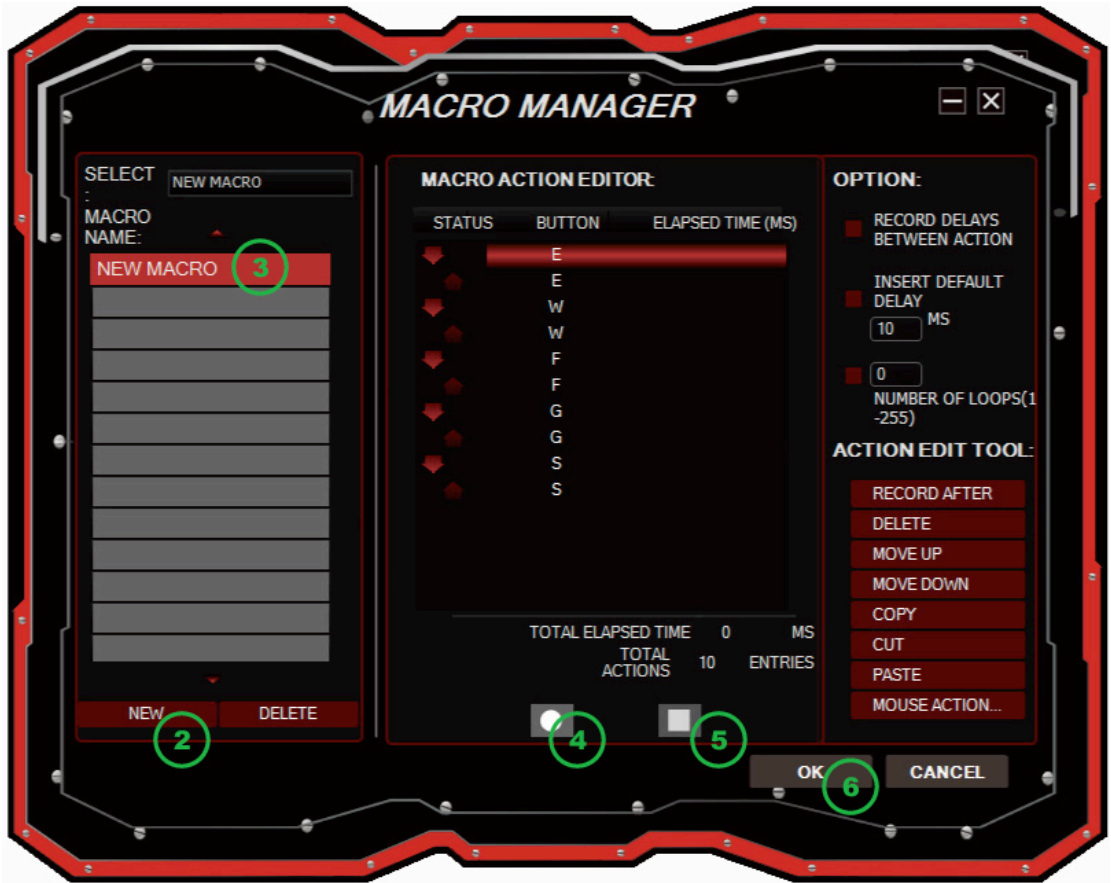 MACRO MANAGER
SELECT
:
NEW MACRO
MACRO
NAME:
NEW MACRO
3
NEW
DELETE
2
MACRO ACTION EDITOR:
STATUS BUTTON ELAPSED TIME (MS)
E
E
W
W
F
F
G
G
S
S
TOTAL ELAPSED TIME 0 MS
TOTAL
ACTIONS 10 ENTRIES
4
5
OPTION:
RECORD DELAYS
BETWEEN ACTION
INSERT DEFAULT
DELAY
10 MS
0
NUMBER OF LOOPS(1
-255)
ACTION EDIT TOOL:
RECORD AFTER
DELETE
MOVE UP
MOVE DOWN
COPY
CUT
PASTE
MOUSE ACTION...
OK
6
CANCEL